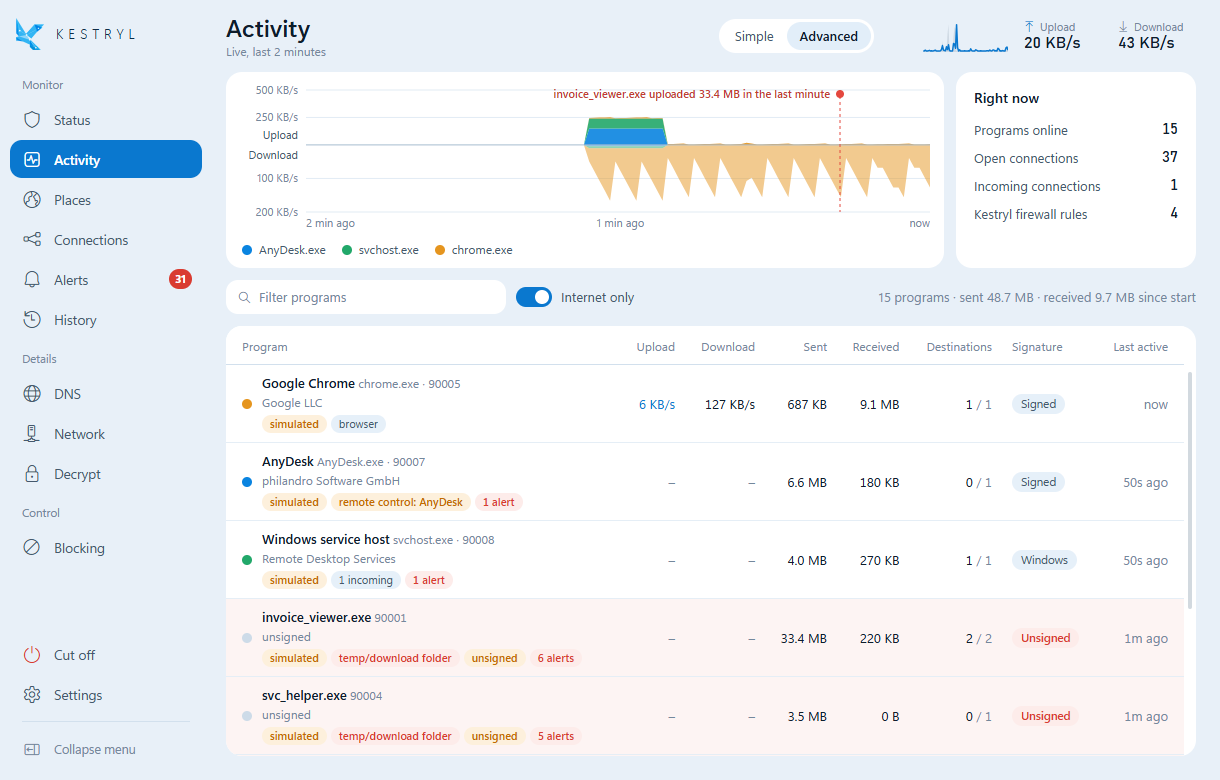 KESTRYL
Monitor
Status
Activity
Places
Connections
Alerts 31
History
Details
DNS
Network
Decrypt
Control
Blocking
Cut off
Settings
Collapse menu
Activity
Live, last 2 minutes
Simple Advanced
Upload
20 KB/s
Download
43 KB/s
500 KB/s
250 KB/s
Upload
Download
100 KB/s
200 KB/s
invoice_viewer.exe uploaded 33.4 MB in the last minute
2 min ago 1 min ago now
AnyDesk.exe svchost.exe chrome.exe
Right now
Programs online 15
Open connections 37
Incoming connections 1
Kestryl firewall rules 4
Filter programs
Internet only
15 programs · sent 48.7 MB · received 9.7 MB since start
Program Upload Download Sent Received Destinations Signature Last active
Google Chrome chrome.exe · 90005
Google LLC
simulated browser
6 KB/s 127 KB/s 687 KB 9.1 MB 1 / 1 Signed now
AnyDesk AnyDesk.exe · 90007
philandro Software GmbH
simulated remote control: AnyDesk 1 alert
– – 6.6 MB 180 KB 0 / 1 Signed 50s ago
Windows service host svchost.exe · 90008
Remote Desktop Services
simulated 1 incoming 1 alert
– – 4.0 MB 270 KB 1 / 1 Windows 50s ago
invoice_viewer.exe 90001
unsigned
simulated temp/download folder unsigned 6 alerts
– – 33.4 MB 220 KB 2 / 2 Unsigned 1m ago
svc_helper.exe 90004
unsigned
simulated temp/download folder unsigned 5 alerts
– – 3.5 MB 0 B 0 / 1 Unsigned 1m ago